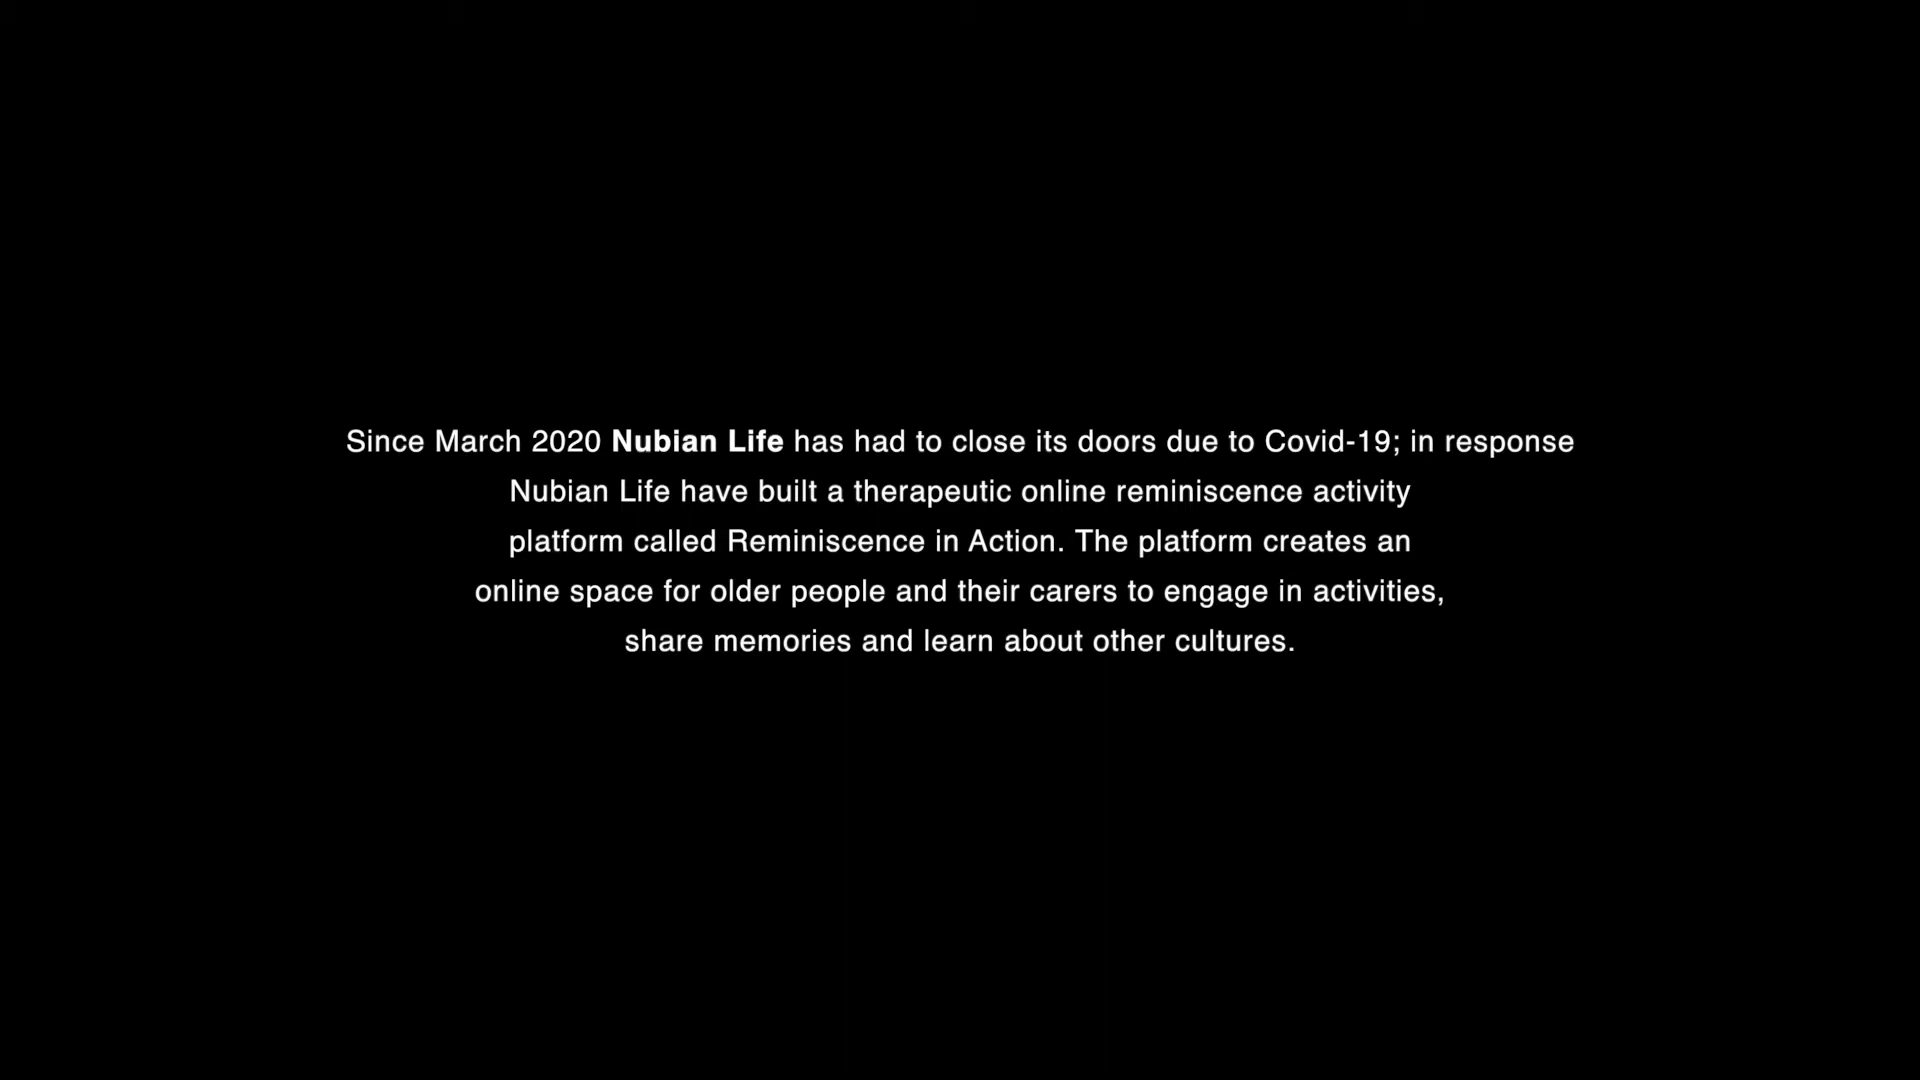 Since March 2020 Nubian Life has had to close its doors due to Covid-19; in response
Nubian Life have built a therapeutic online reminiscence activity
platform called Reminiscence in Action. The platform creates an
online space for older people and their carers to engage in activities,
share memories and learn about other cultures.